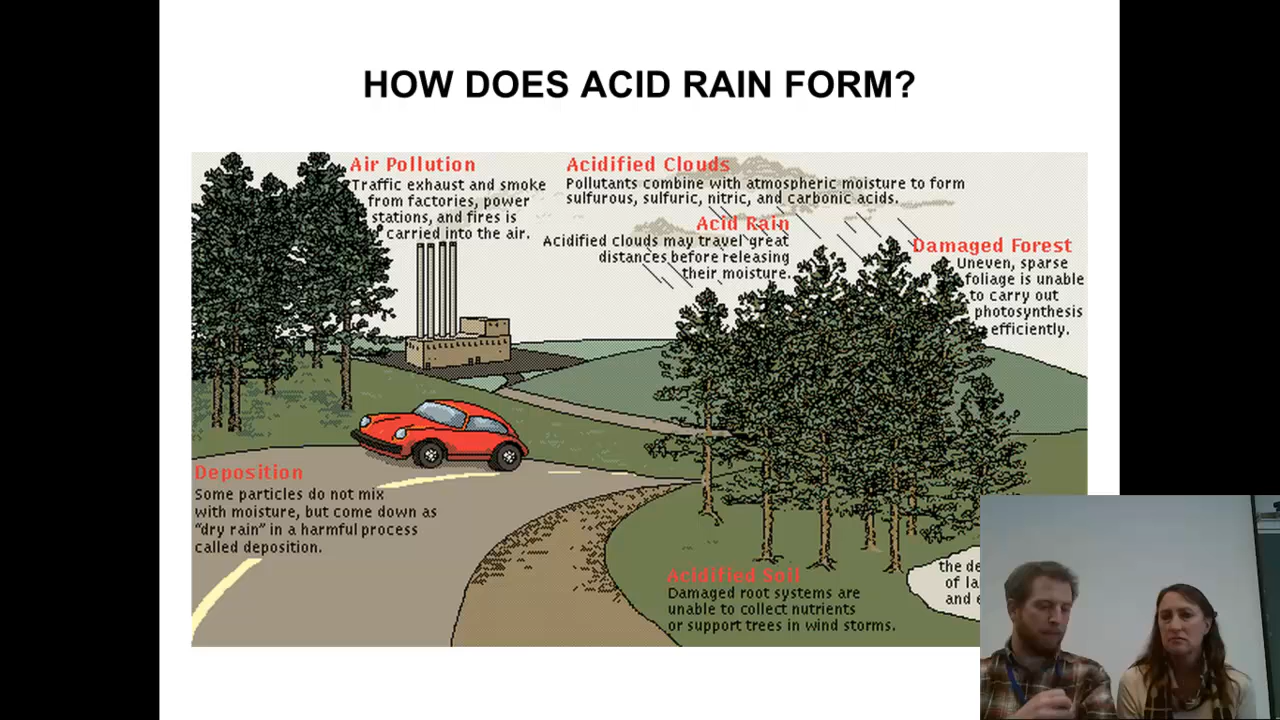 HOW DOES ACID RAIN FORM?
Air Pollution
Traffic exhaust and smoke
from factories, power
stations, and fires is
carried into the air.
Acidified Clouds
Pollutants combine with atmospheric moisture to form
sulfurous, sulfuric, nitric, and carbonic acids.
Acid Rain
Acidified clouds may travel great
distances before releasing
their moisture.
Damaged Forest
Uneven, sparse
foliage is unable
to carry out
photosynthesis
efficiently.
Deposition
Some particles do not mix
with moisture, but come down as
“dry rain” in a harmful process
called deposition.
Acidified Soil
Damaged root systems are
unable to collect nutrients
or support trees in wind storms.
the
of
and